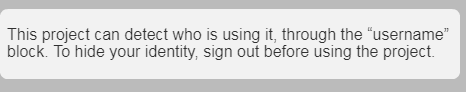 This project can detect who is using it, through the “username”
block. To hide your identity, sign out before using the project.